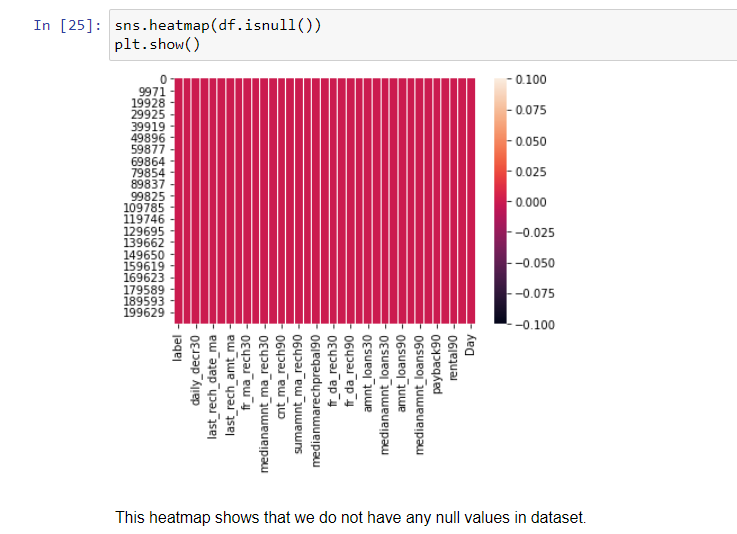 In [25]: sns.heatmap(df.isnull())
plt.show()
0
9971
19928
29925
39919
49896
59877
69864
79854
89837
99825
109785
119746
129695
139662
149650
159619
169623
179589
189593
199629
0.100
0.075
0.050
0.025
0.000
−0.025
−0.050
−0.075
−0.100
label
daily_decr30
last_rech_date_ma
last_rech_amt_ma
fr_ma_rech30
medianamnt_ma_rech30
cnt_ma_rech90
sumamnt_ma_rech90
medianmarechprebal90
fr_da_rech30
fr_da_rech90
amnt_loans30
medianamnt_loans30
amnt_loans90
medianamnt_loans90
payback90
rental90
Day
This heatmap shows that we do not have any null values in dataset.